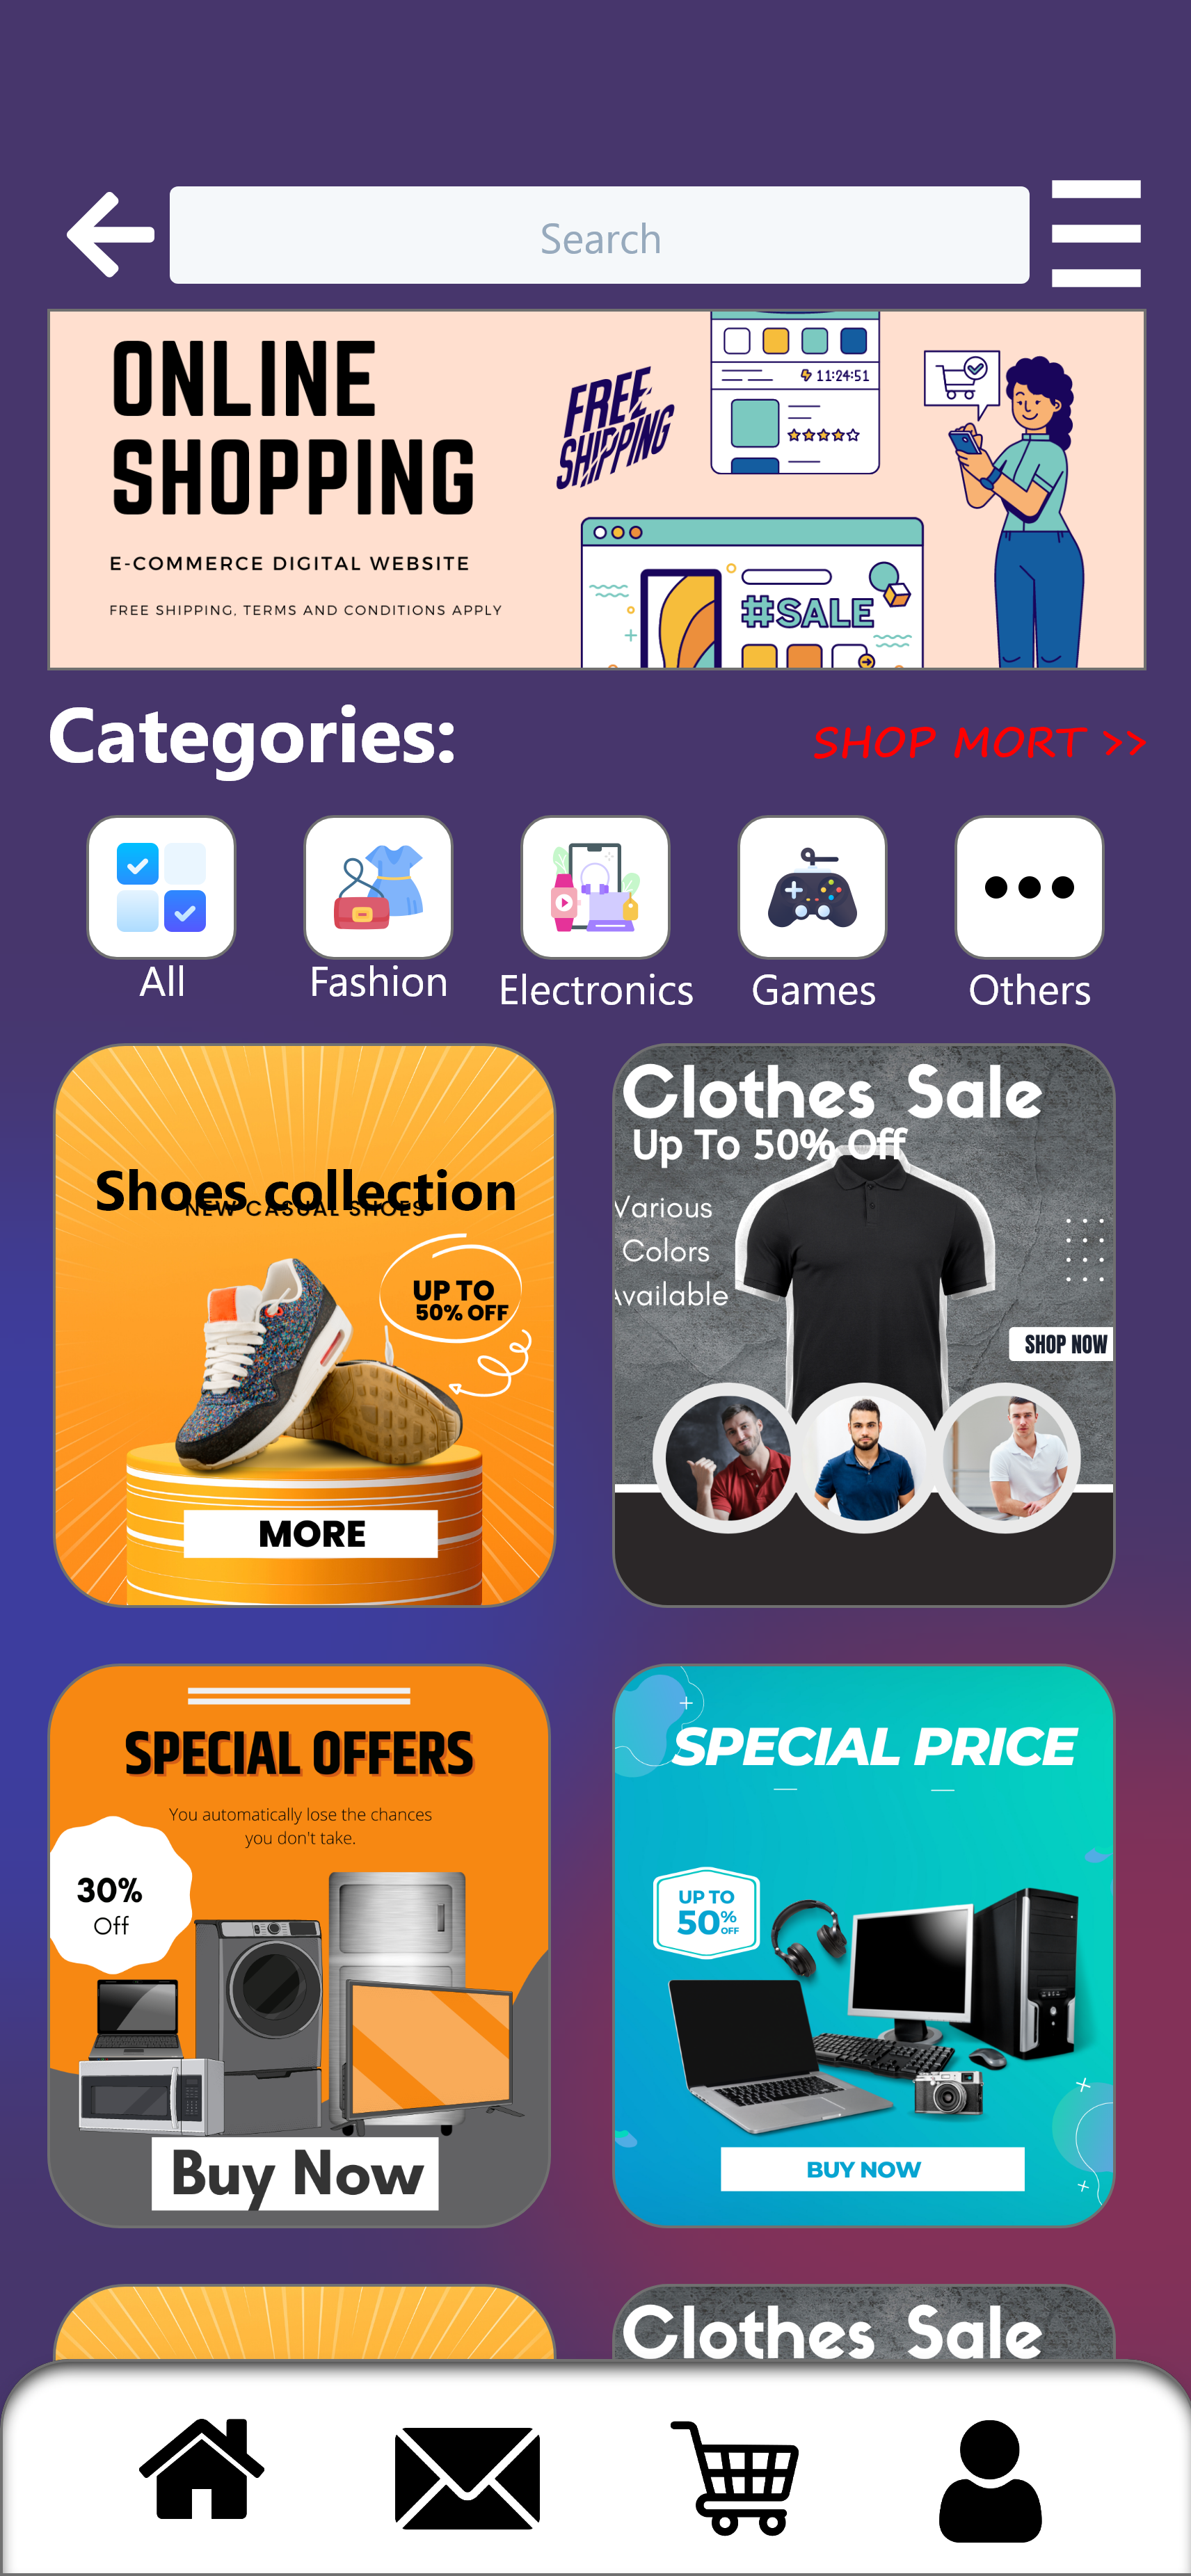 Search
ONLINE
SHOPPING
E-COMMERCE DIGITAL WEBSITE
FREE SHIPPING, TERMS AND CONDITIONS APPLY
FREE
SHIPPING
11:24:51
#SALE
Categories:
SHOP MORT >>
All
Fashion
Electronics
Games
Others
Shoes collection
NEW CASUAL SHOES
UP TO
50% OFF
MORE
Clothes Sale
Up To 50% Off
Various
Colors
Available
SHOP NOW
SPECIAL OFFERS
You automatically lose the chances
you don't take.
30%
Off
Buy Now
SPECIAL PRICE
UP TO
50% OFF
BUY NOW
Clothes Sale